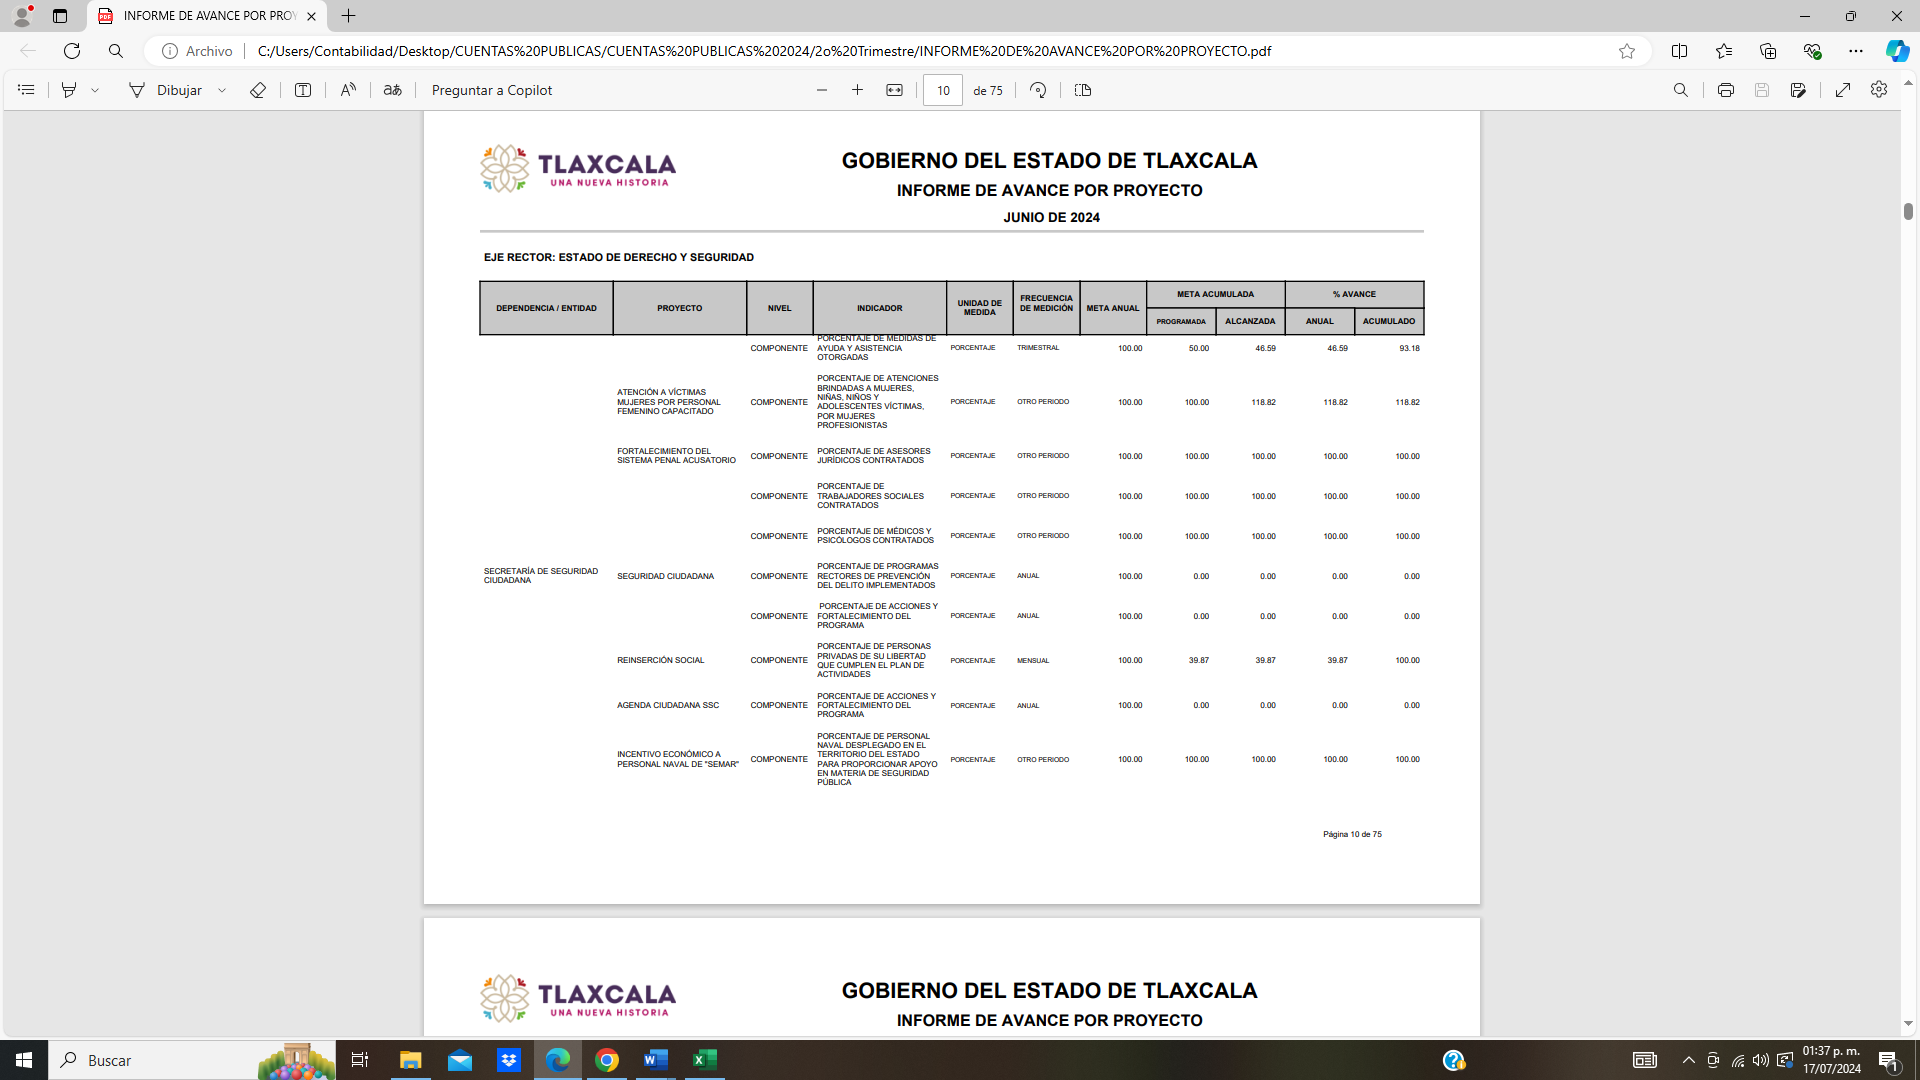 INFORME DE AVANCE POR PROY
Archivo
C:/Users/Contabilidad/Desktop/CUENTAS%20PUBLICAS/CUENTAS%20PUBLICAS%202024/2o%20Trimestre/INFORME%20DE%20AVANCE%20POR%20PROYECTO.pdf
Dibujar
Preguntar a Copilot
10 de 75
TLAXCALA
UNA NUEVA HISTORIA
GOBIERNO DEL ESTADO DE TLAXCALA
INFORME DE AVANCE POR PROYECTO
JUNIO DE 2024
EJE RECTOR: ESTADO DE DERECHO Y SEGURIDAD
DEPENDENCIA / ENTIDAD
PROYECTO
NIVEL
INDICADOR
UNIDAD DE
MEDIDA
FRECUENCIA
DE MEDICIÓN
META ANUAL
META ACUMULADA
PROGRAMADA
ALCANZADA
% AVANCE
ANUAL
ACUMULADO
COMPONENTE
PORCENTAJE DE MEDIDAS DE
AYUDA Y ASISTENCIA
OTORGADAS
PORCENTAJE TRIMESTRAL 100.00 50.00 46.59 46.59 93.18
ATENCIÓN A VÍCTIMAS
MUJERES POR PERSONAL
FEMENINO CAPACITADO
COMPONENTE
PORCENTAJE DE ATENCIONES
BRINDADAS A MUJERES,
NIÑAS, NIÑOS Y
ADOLESCENTES VÍCTIMAS,
POR MUJERES
PROFESIONISTAS
PORCENTAJE OTRO PERIODO 100.00 100.00 118.82 118.82 118.82
FORTALECIMIENTO DEL
SISTEMA PENAL ACUSATORIO
COMPONENTE
PORCENTAJE DE ASESORES
JURÍDICOS CONTRATADOS
PORCENTAJE OTRO PERIODO 100.00 100.00 100.00 100.00 100.00
COMPONENTE
PORCENTAJE DE
TRABAJADORES SOCIALES
CONTRATADOS
PORCENTAJE OTRO PERIODO 100.00 100.00 100.00 100.00 100.00
COMPONENTE
PORCENTAJE DE MÉDICOS Y
PSICÓLOGOS CONTRATADOS
PORCENTAJE OTRO PERIODO 100.00 100.00 100.00 100.00 100.00
SECRETARÍA DE SEGURIDAD
CIUDADANA
SEGURIDAD CIUDADANA
COMPONENTE
PORCENTAJE DE PROGRAMAS
RECTORES DE PREVENCIÓN
DEL DELITO IMPLEMENTADOS
PORCENTAJE ANUAL 100.00 0.00 0.00 0.00 0.00
COMPONENTE
PORCENTAJE DE ACCIONES Y
FORTALECIMIENTO DEL
PROGRAMA
PORCENTAJE ANUAL 100.00 0.00 0.00 0.00 0.00
REINSERCIÓN SOCIAL
COMPONENTE
PORCENTAJE DE PERSONAS
PRIVADAS DE SU LIBERTAD
QUE CUMPLEN EL PLAN DE
ACTIVIDADES
PORCENTAJE MENSUAL 100.00 39.87 39.87 39.87 100.00
AGENDA CIUDADANA SSC
COMPONENTE
PORCENTAJE DE ACCIONES Y
FORTALECIMIENTO DEL
PROGRAMA
PORCENTAJE ANUAL 100.00 0.00 0.00 0.00 0.00
INCENTIVO ECONÓMICO A
PERSONAL NAVAL DE "SEMAR"
COMPONENTE
PORCENTAJE DE PERSONAL
NAVAL DESPLEGADO EN EL
TERRITORIO DEL ESTADO
PARA PROPORCIONAR APOYO
EN MATERIA DE SEGURIDAD
PÚBLICA
PORCENTAJE OTRO PERIODO 100.00 100.00 100.00 100.00 100.00
Página 10 de 75
TLAXCALA
UNA NUEVA HISTORIA
GOBIERNO DEL ESTADO DE TLAXCALA
INFORME DE AVANCE POR PROYECTO
Buscar
01:37 p. m.
17/07/2024
1